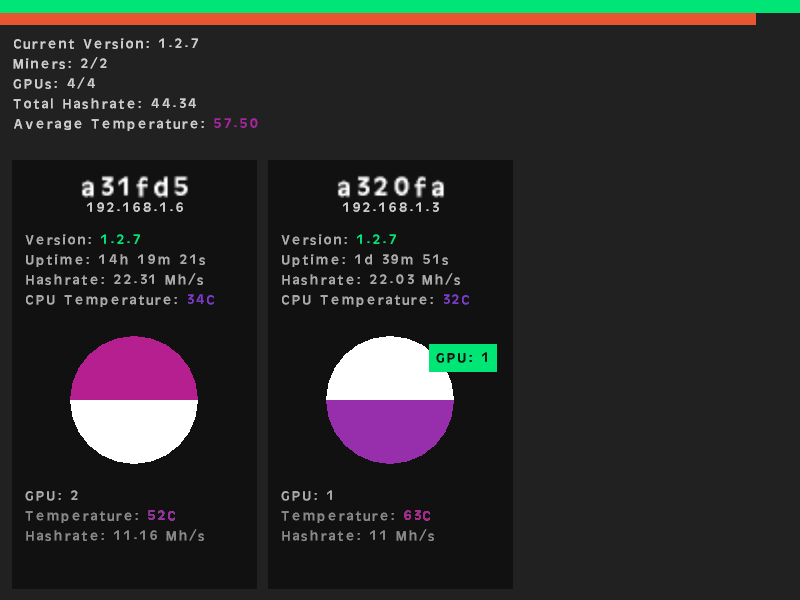 Current Version: 1.2.7
Miners: 2/2
GPUs: 4/4
Total Hashrate: 44.34
Average Temperature: 57.50
a31fd5
192.168.1.6
Version: 1.2.7
Uptime: 14h 19m 21s
Hashrate: 22.31 Mh/s
CPU Temperature: 34C
GPU: 2
Temperature: 52C
Hashrate: 11.16 Mh/s
a320fa
192.168.1.3
Version: 1.2.7
Uptime: 1d 39m 51s
Hashrate: 22.03 Mh/s
CPU Temperature: 32C
GPU: 1
GPU: 1
Temperature: 63C
Hashrate: 11 Mh/s